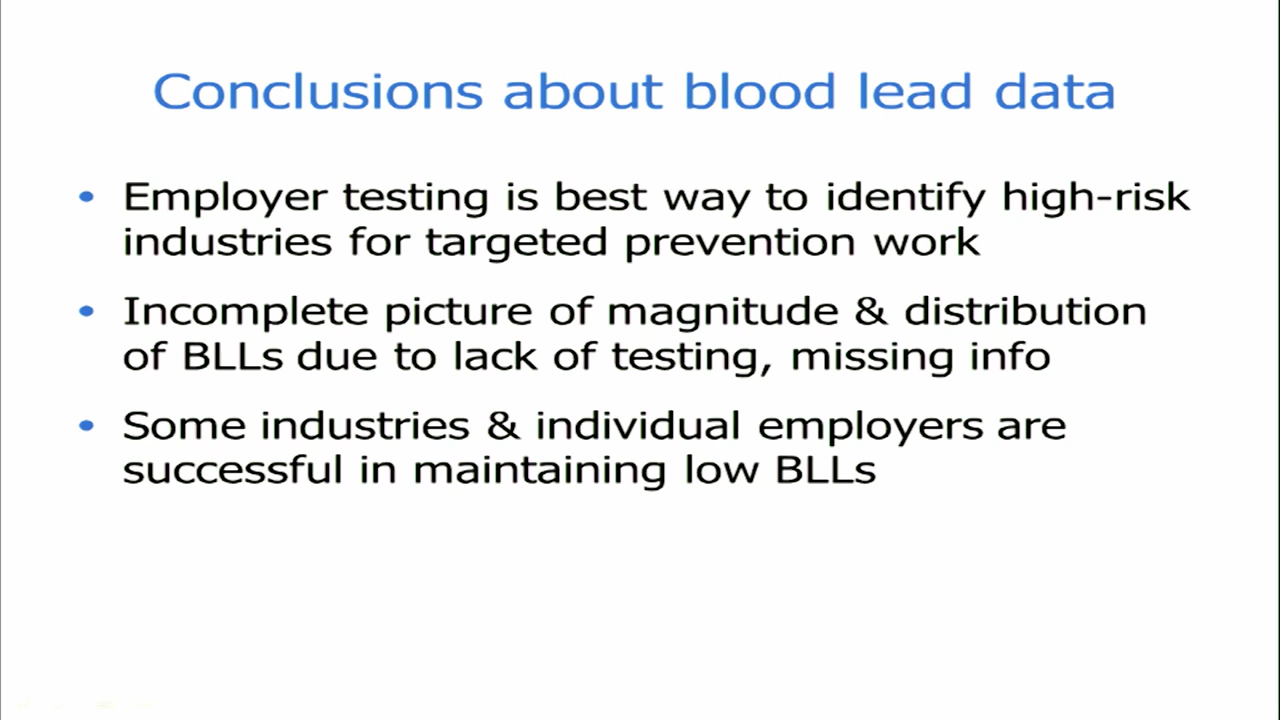 Conclusions about blood lead data
• Employer testing is best way to identify high-risk
industries for targeted prevention work
• Incomplete picture of magnitude & distribution
of BLLs due to lack of testing, missing info
• Some industries & individual employers are
successful in maintaining low BLLs